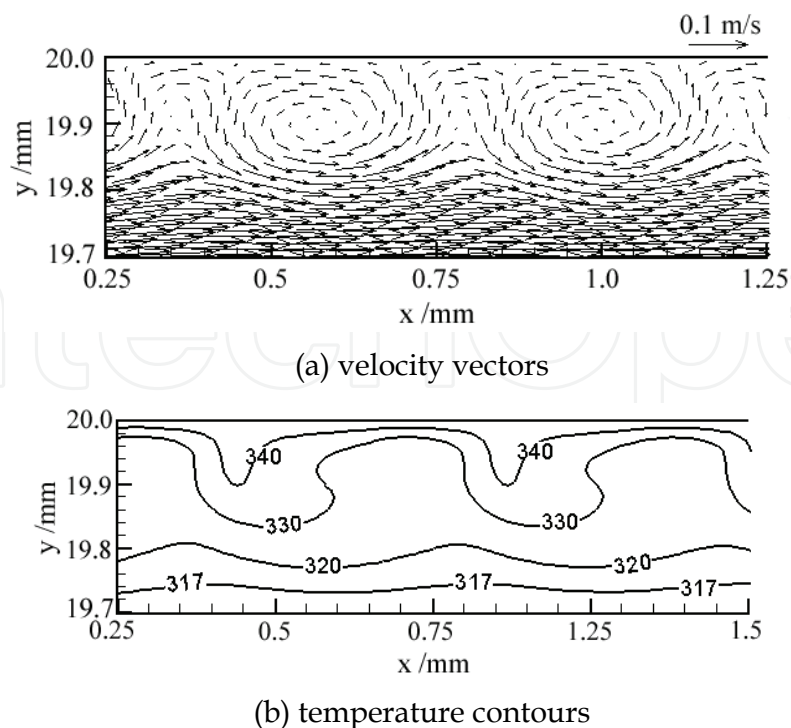 0.1 m/s
20.0
19.9
19.8
19.7
y /mm
0.25 0.5 0.75 1.0 1.25
x /mm
(a) velocity vectors
20.0
19.9
19.8
19.7
y /mm
340 340
330 330
320 320
317 317 317
0.25 0.5 0.75 1.25 1.5
x /mm
(b) temperature contours